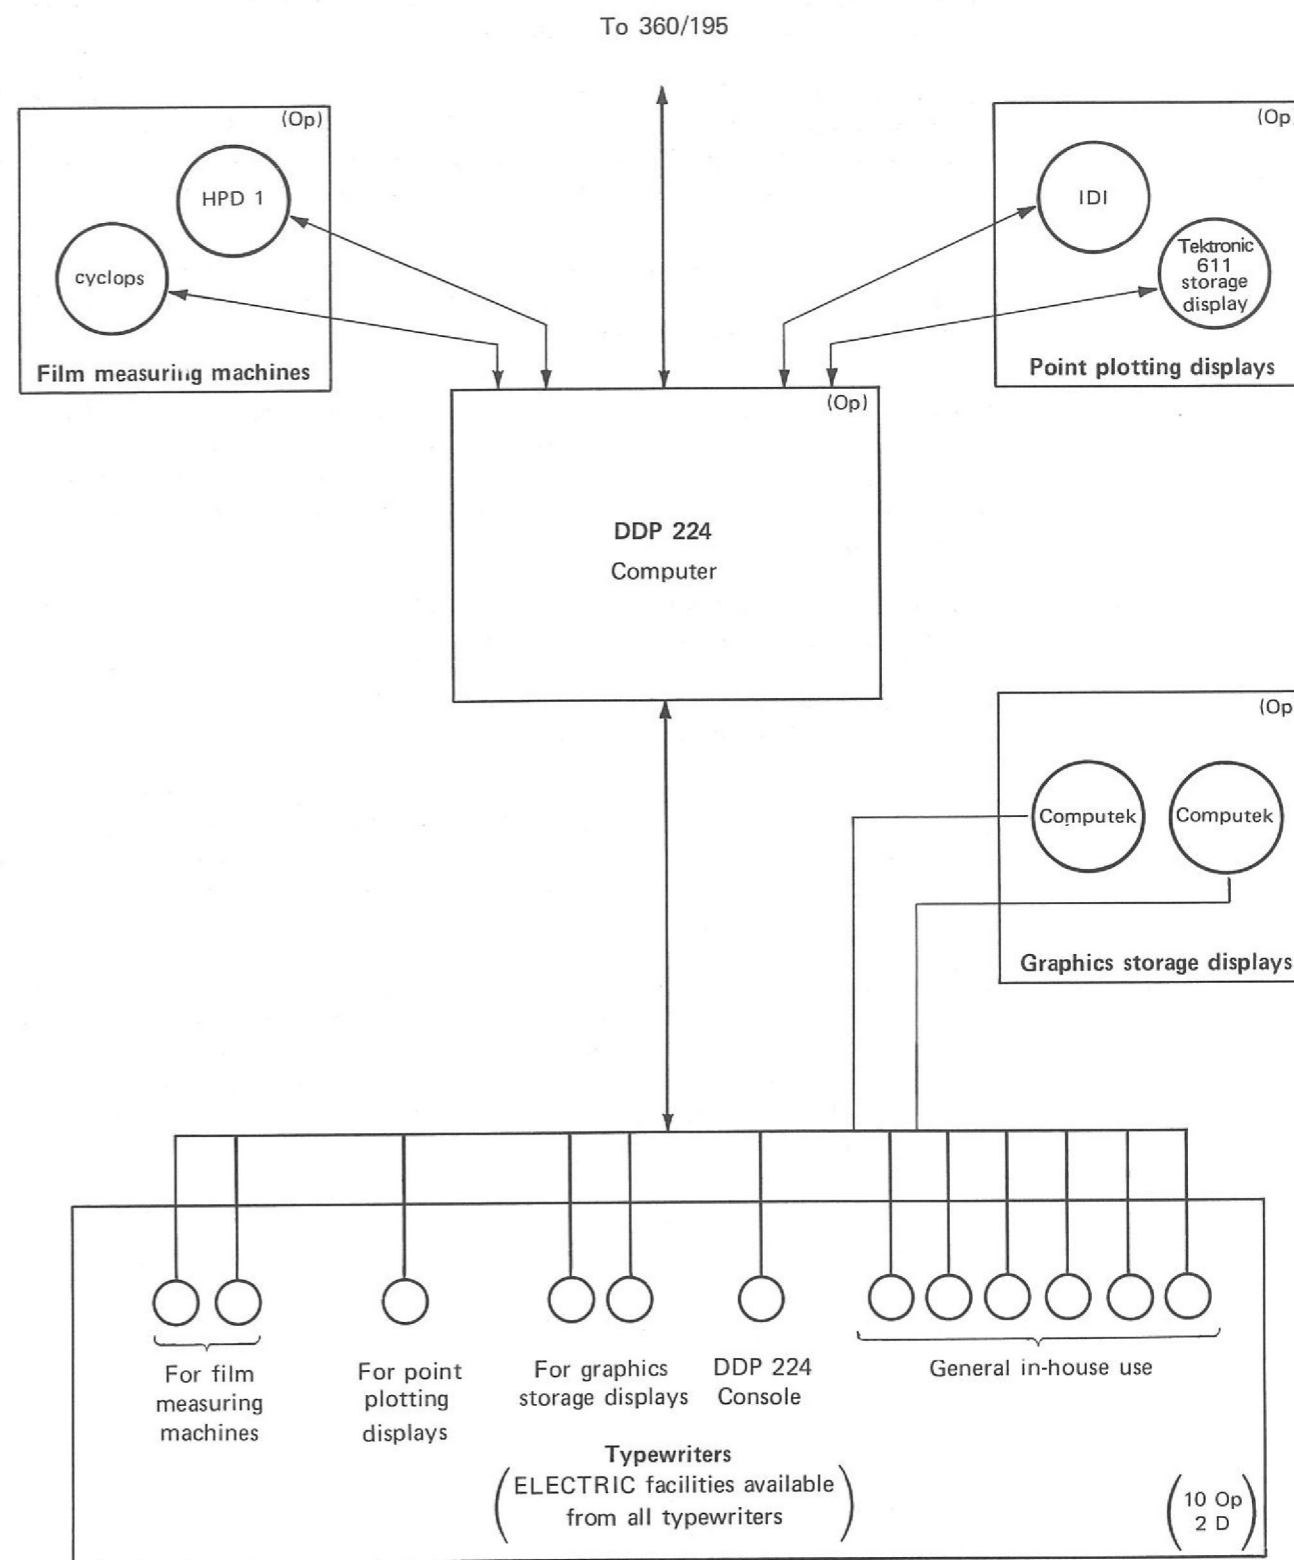 To 360/195
(Op)
HPD 1
cyclops
Film measuring machines
(Op)
IDI
Tektronic
611
storage
display
Point plotting displays
(Op)
DDP 224
Computer
(Op)
Computek
Computek
Graphics storage displays
For film
measuring
machines
For point
plotting
displays
For graphics
storage displays
DDP 224
Console
General in-house use
Typewriters
(ELECTRIC facilities available
from all typewriters)
(10 Op
2 D)